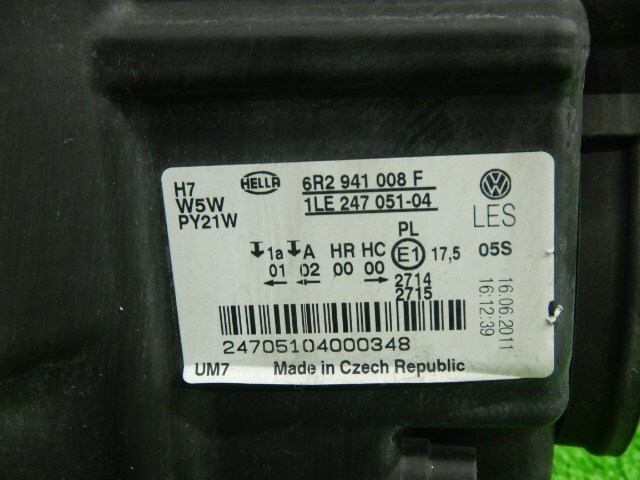 H7
W5W
PY21W
HELLA
6R2 941 008 F
1LE 247 051-04
LES
PL
1a A HR HC E1 17,5 05S
01 02 00 00
2714
2715
16.06.2011
16:12:39
24705104000348
UM7 Made in Czech Republic